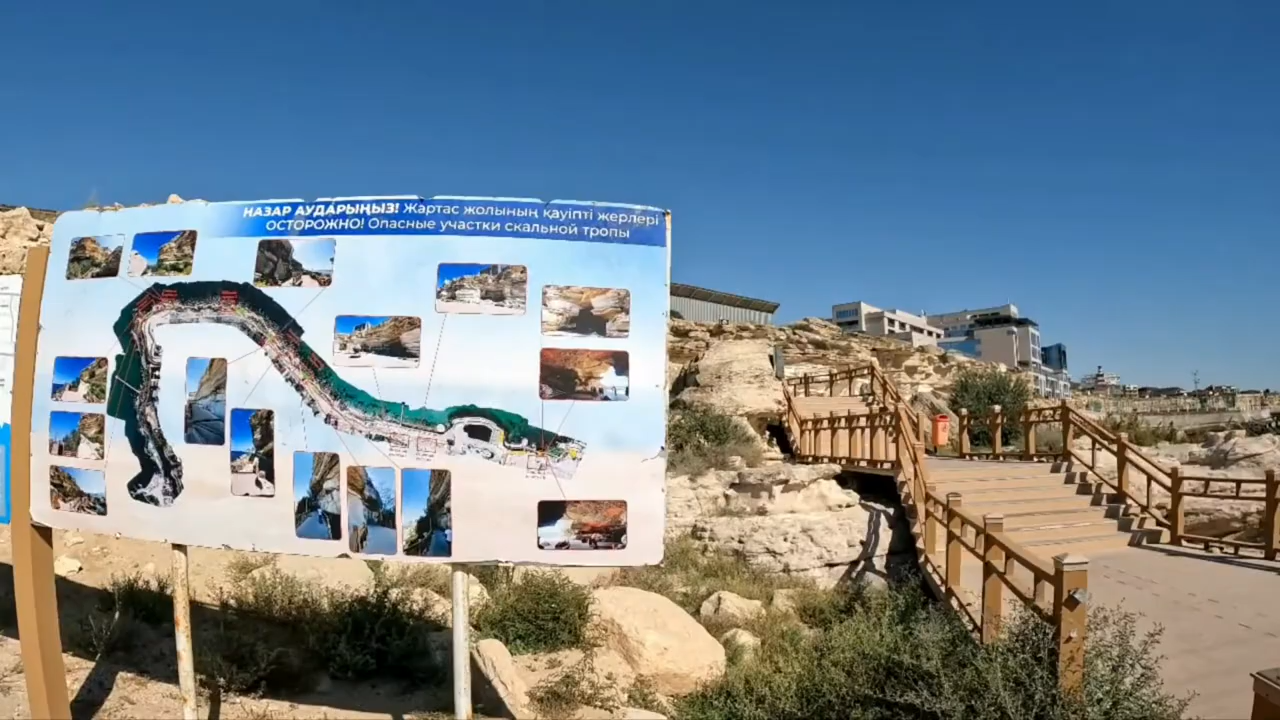 НАЗАР АУДАРЫҢЫЗ! Жартас жолының қауіпті жерлері
ОСТОРОЖНО! Опасные участки скальной тропы